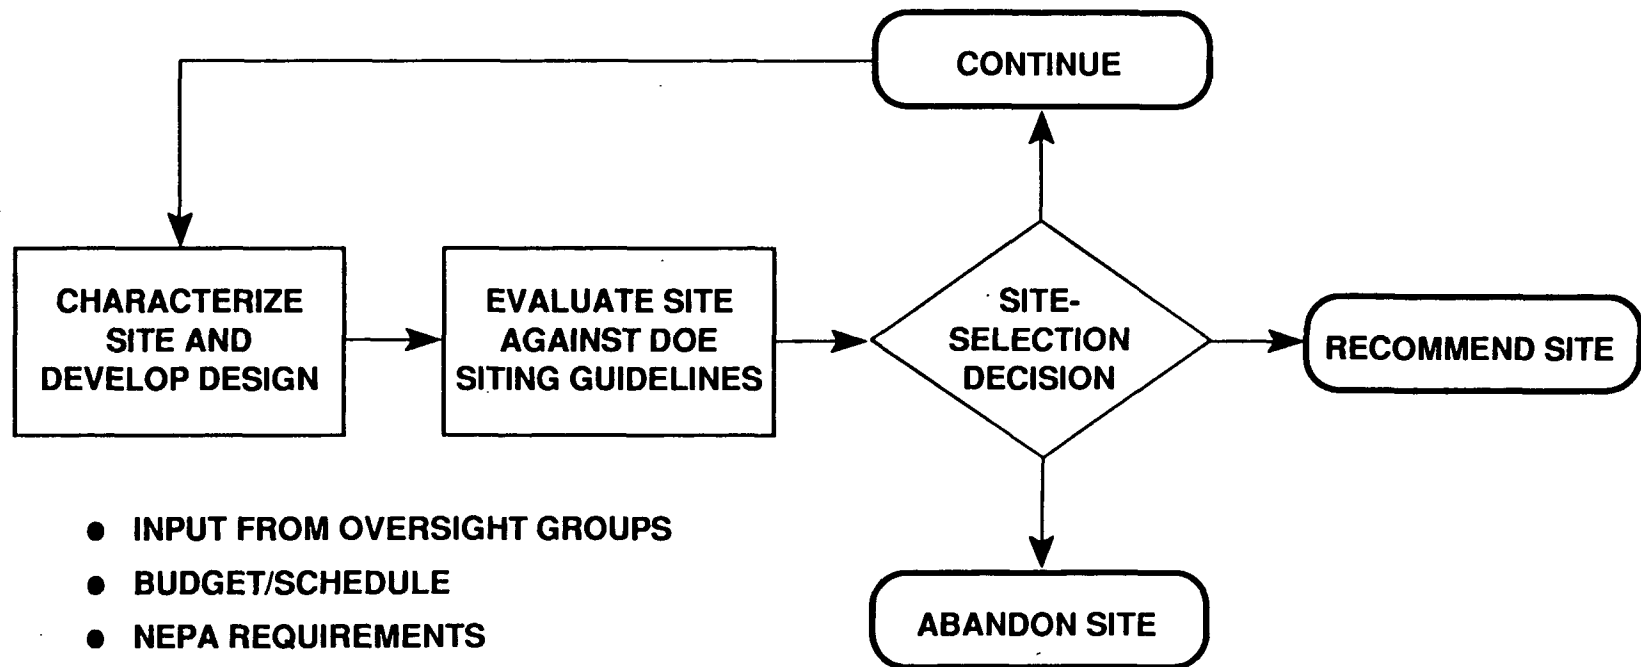 CONTINUE
CHARACTERIZE
SITE AND
DEVELOP DESIGN
EVALUATE SITE
AGAINST DOE
SITING GUIDELINES
SITE-
SELECTION
DECISION
RECOMMEND SITE
ABANDON SITE
● INPUT FROM OVERSIGHT GROUPS
● BUDGET/SCHEDULE
● NEPA REQUIREMENTS